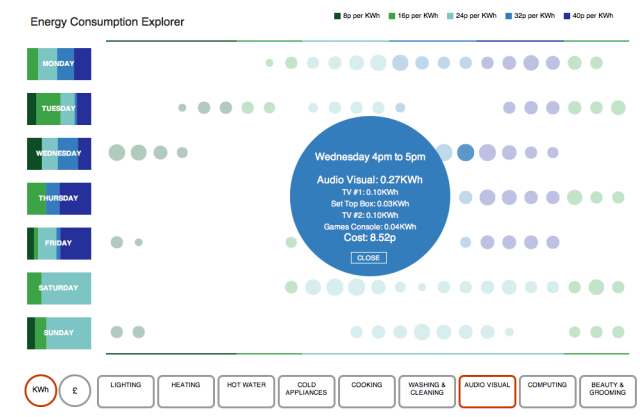 Energy Consumption Explorer
8p per KWh
16p per KWh
24p per KWh
32p per KWh
40p per KWh
MONDAY
TUESDAY
WEDNESDAY
THURSDAY
FRIDAY
SATURDAY
SUNDAY
Wednesday 4pm to 5pm
Audio Visual: 0.27KWh
TV #1: 0.10KWh
Set Top Box: 0.03KWh
TV #2: 0.10KWh
Games Console: 0.04KWh
Cost: 8.52p
CLOSE
KWh
£
LIGHTING
HEATING
HOT WATER
COLD
APPLIANCES
COOKING
WASHING &
CLEANING
AUDIO VISUAL
COMPUTING
BEAUTY &
GROOMING